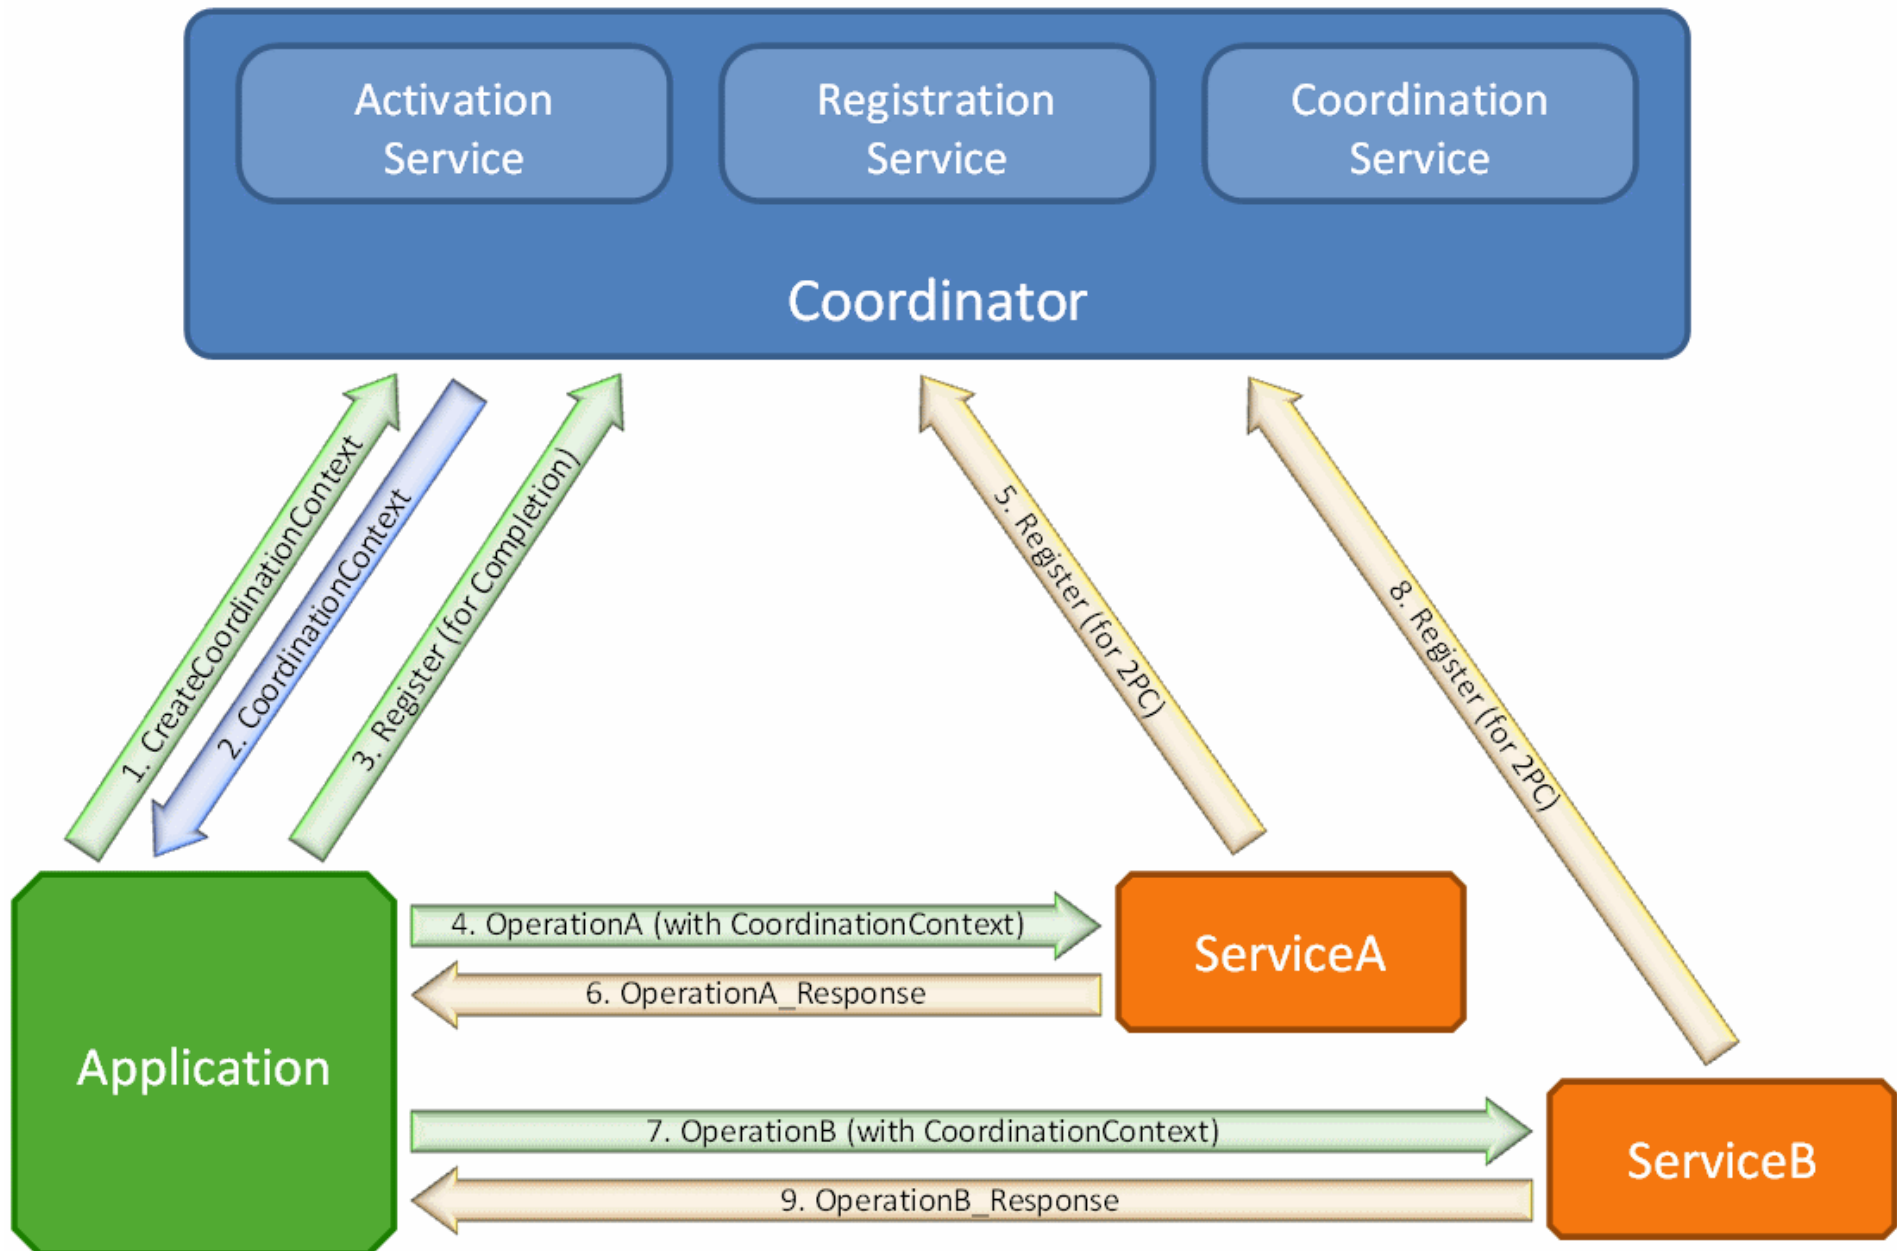 Activation
Service
Registration
Service
Coordination
Service
Coordinator
1. CreateCoordinationContext
2. CoordinationContext
3. Register (for Completion)
5. Register (for 2PC)
8. Register (for 2PC)
4. OperationA (with CoordinationContext)
ServiceA
6. OperationA_Response
Application
7. OperationB (with CoordinationContext)
ServiceB
9. OperationB_Response